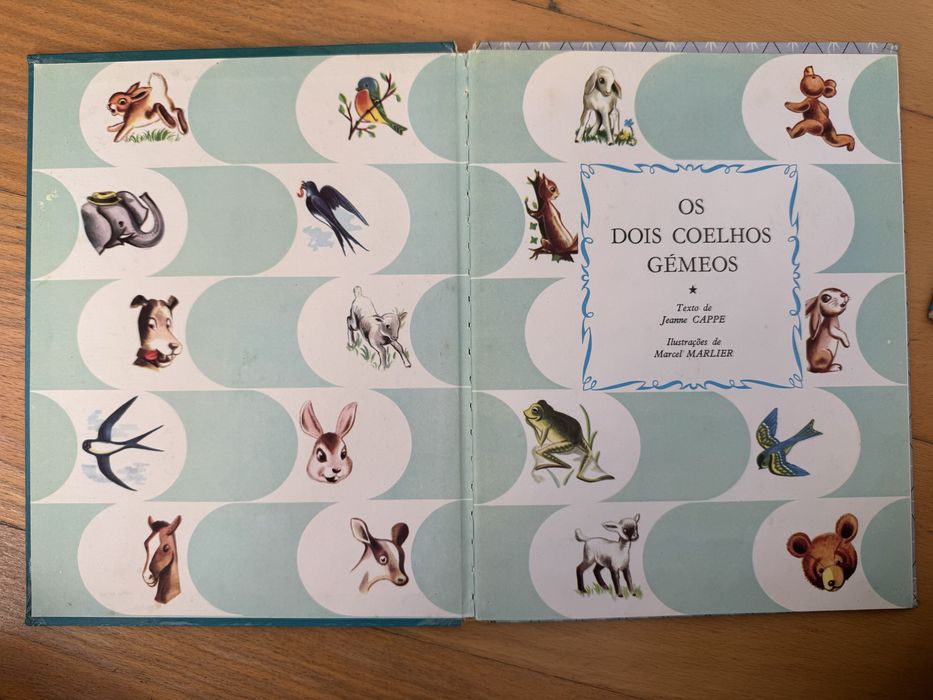 OS
DOIS COELHOS
GÉMEOS
Texto de
Jeanne CAPPE
Ilustrações de
Marcel MARLIER